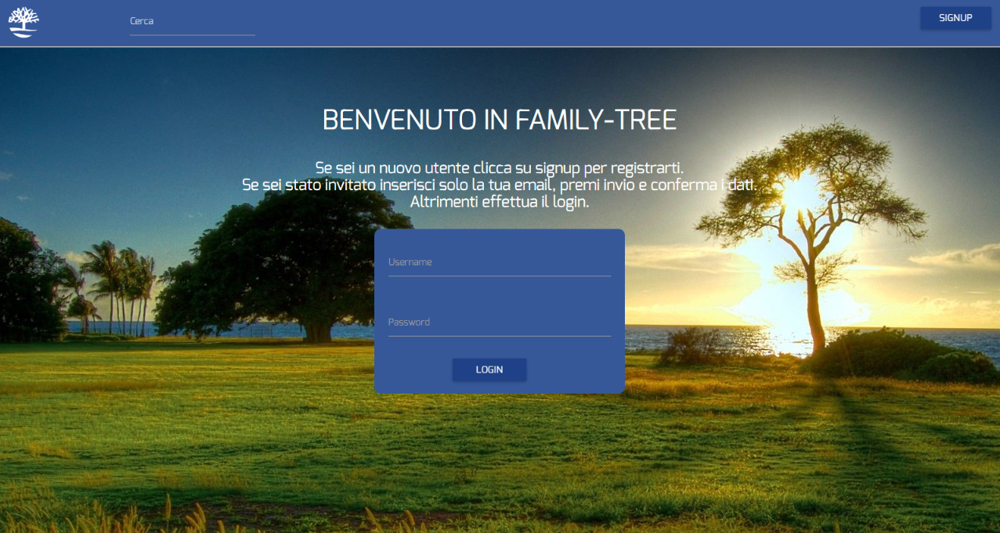 Cerca
SIGNUP
BENVENUTO IN FAMILY-TREE
Se sei un nuovo utente clicca su signup per registrarti.
Se sei stato invitato inserisci solo la tua email, premi invio e conferma i dati.
Altrimenti effettua il login.
Username
Password
LOGIN